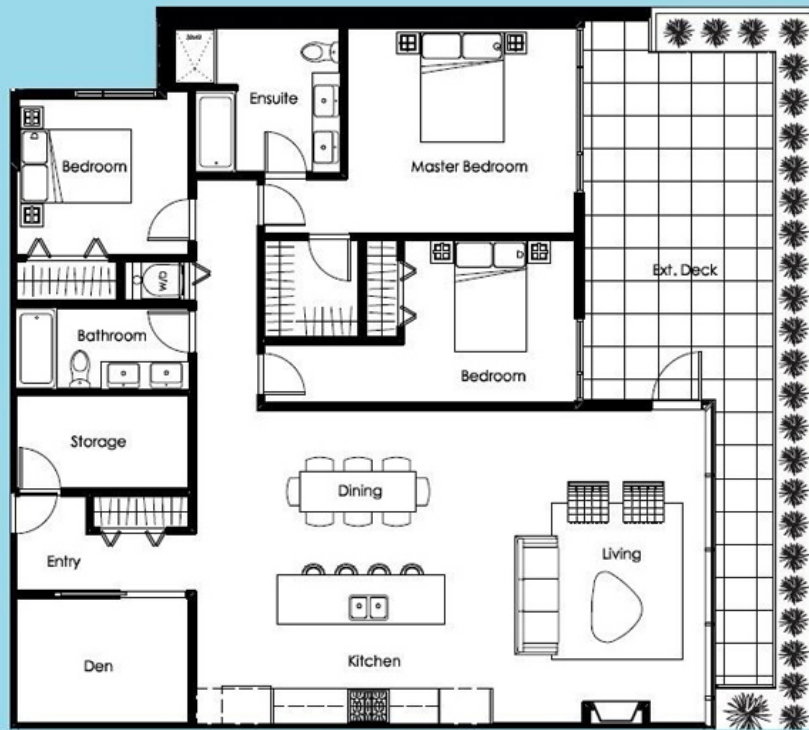 Ensuite
Bedroom
Master Bedroom
W/D
Ext. Deck
Bathroom
Bedroom
Storage
Dining
Entry
Living
Kitchen
Den